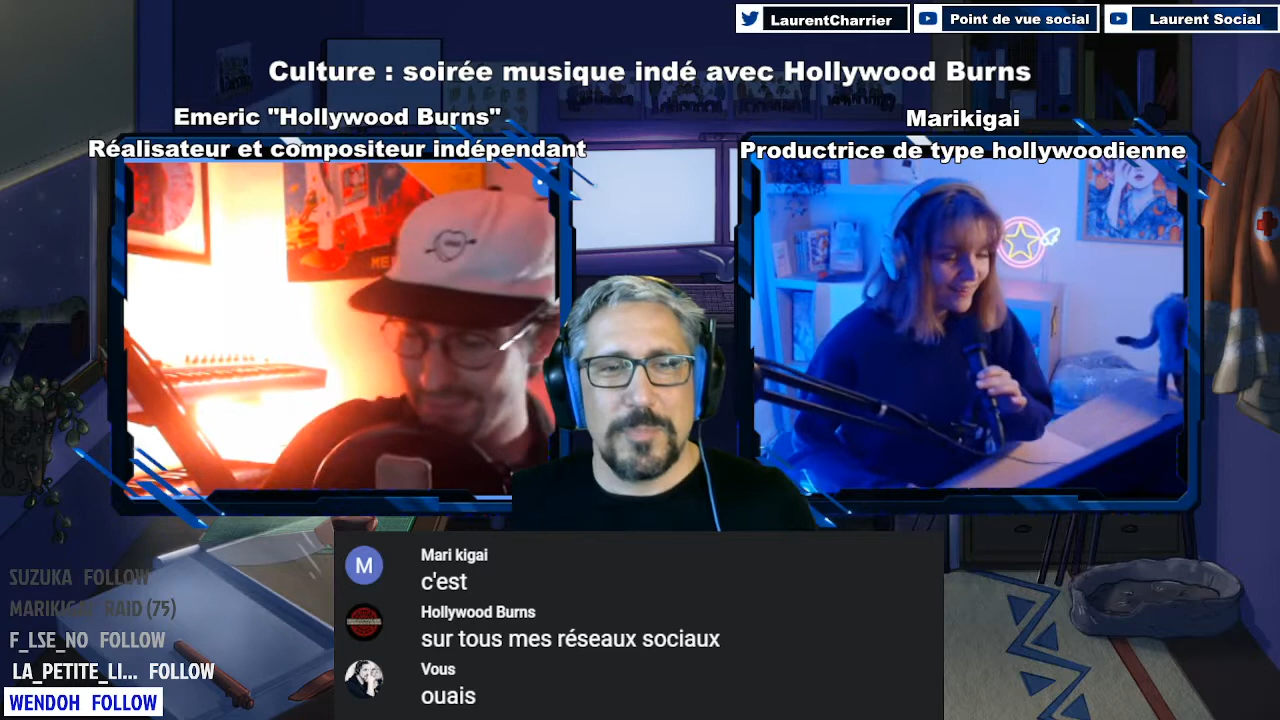 LaurentCharrier
Point de vue social
Laurent Social
Culture : soirée musique indé avec Hollywood Burns
Emeric "Hollywood Burns"
Réalisateur et compositeur indépendant
Marikigai
Productrice de type hollywoodienne
SUZUKA FOLLOW
MARIKIGAI RAID (75)
F_LSE_NO FOLLOW
LA_PETITE_LI... FOLLOW
WENDOH FOLLOW
M
Mari kigai
c'est
Hollywood Burns
sur tous mes réseaux sociaux
Vous
ouais